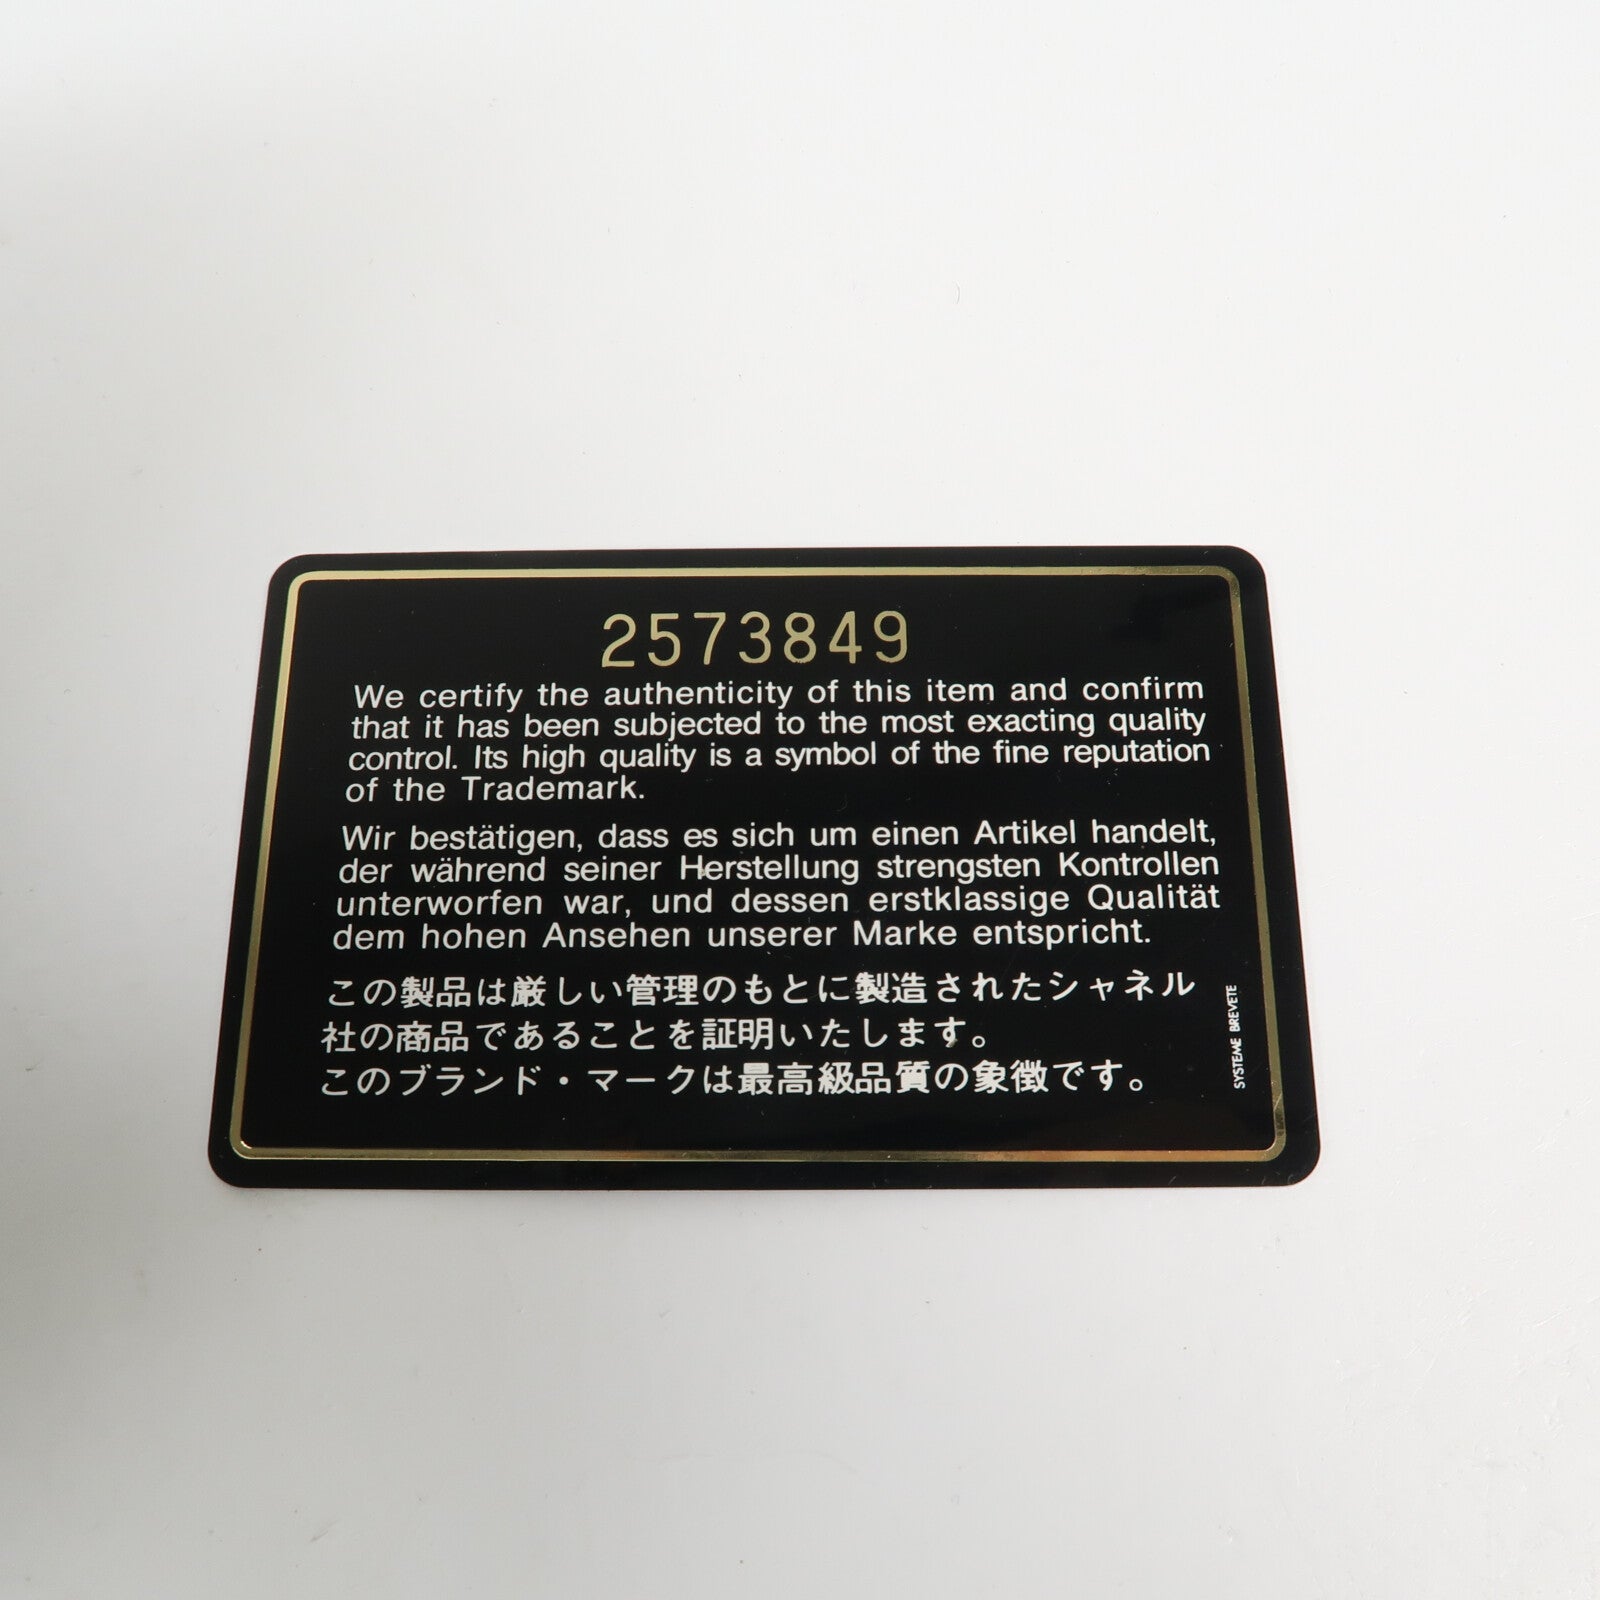 2573849
We certify the authenticity of this item and confirm
that it has been subjected to the most exacting quality
control. Its high quality is a symbol of the fine reputation
of the Trademark.
Wir bestätigen, dass es sich um einen Artikel handelt,
der während seiner Herstellung strengsten Kontrollen
unterworfen war, und dessen erstklassige Qualität
dem hohen Ansehen unserer Marke entspricht.
この製品は厳しい管理のもとに製造されたシャネル
社の商品であることを証明いたします。
このブランド・マークは最高級品質の象徴です。
SYSTEME BREVETE